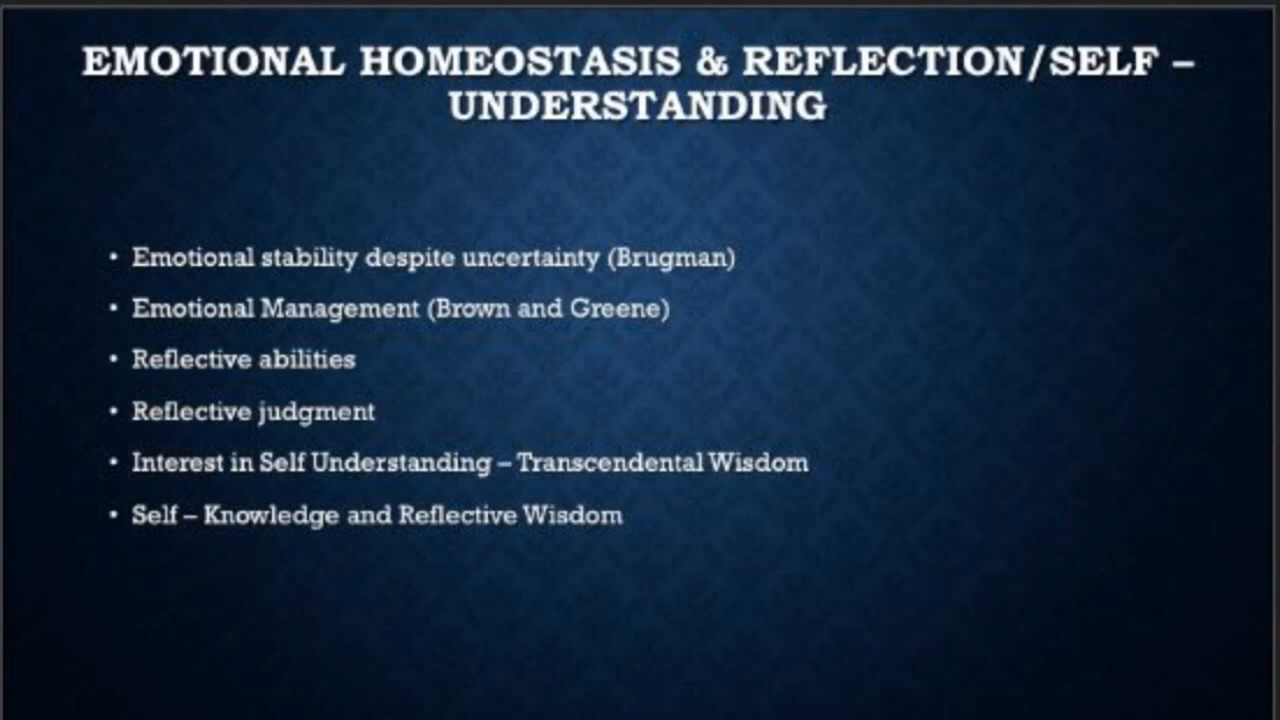 EMOTIONAL HOMEOSTASIS & REFLECTION/SELF –
UNDERSTANDING
• Emotional stability despite uncertainty (Brugman)
• Emotional Management (Brown and Greene)
• Reflective abilities
• Reflective judgment
• Interest in Self Understanding – Transcendental Wisdom
• Self – Knowledge and Reflective Wisdom